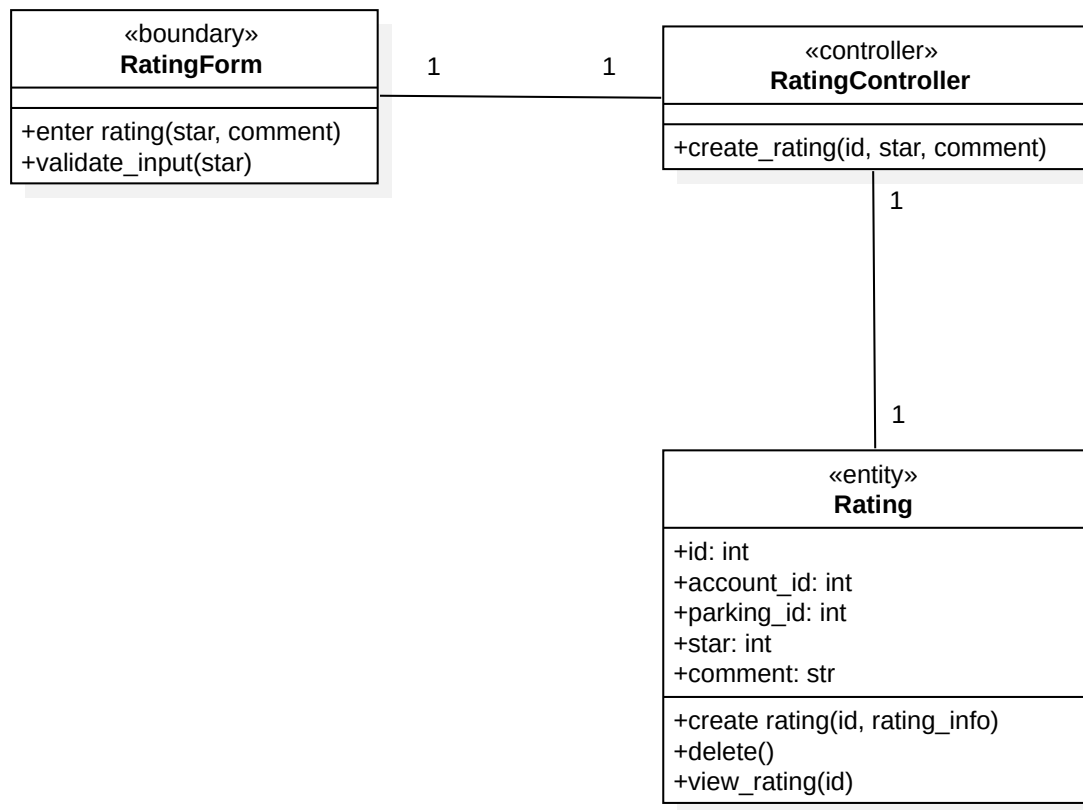 «boundary»
RatingForm
+enter rating(star, comment)
+validate_input(star)
1
1
«controller»
RatingController
+create_rating(id, star, comment)
1
1
«entity»
Rating
+id: int
+account_id: int
+parking_id: int
+star: int
+comment: str
+create rating(id, rating_info)
+delete()
+view_rating(id)